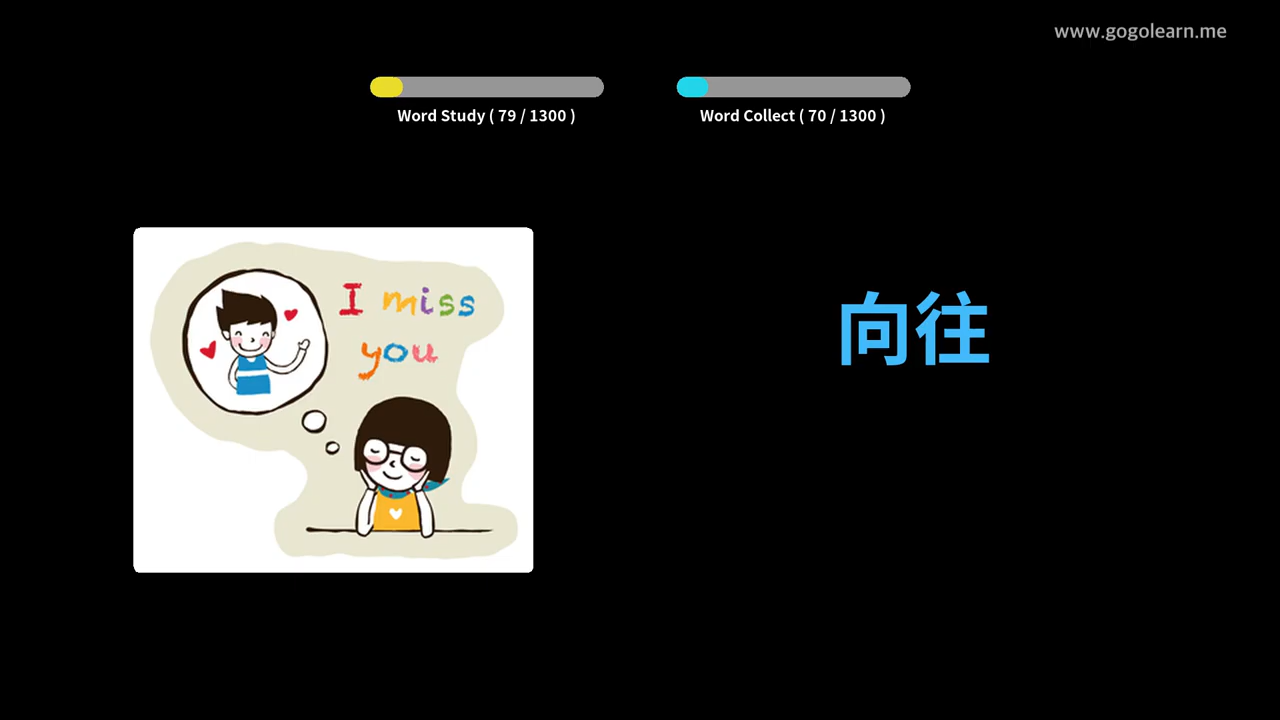 www.gogolearn.me
Word Study ( 79 / 1300 )
Word Collect ( 70 / 1300 )
I miss
you
向往